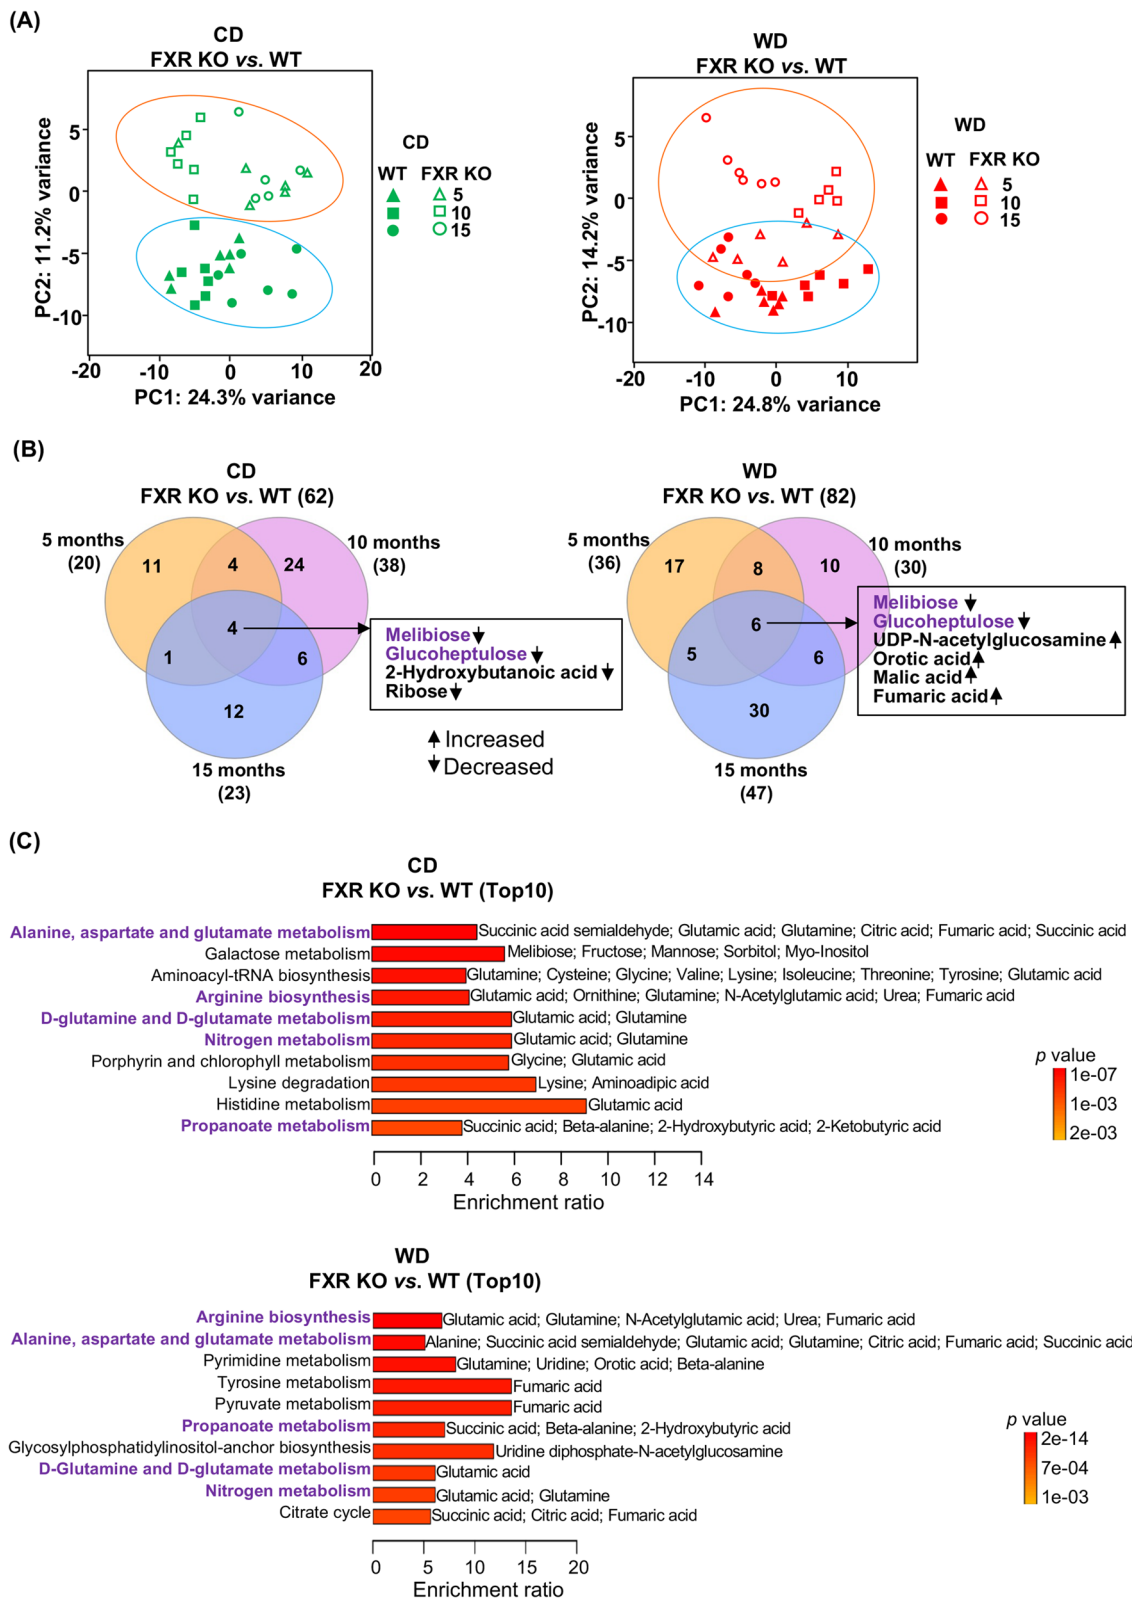 (A)
CD
FXR KO vs. WT
WD
FXR KO vs. WT
PC2: 11.2% variance
5
0
-5
-10
-20
-10
0
10
20
PC1: 24.3% variance
CD
WT FXR KO
5
10
15
PC2: 14.2% variance
5
0
-5
-10
-20
-10
0
10
PC1: 24.8% variance
WD
WT FXR KO
5
10
15
(B)
CD
FXR KO vs. WT (62)
5 months
(20)
10 months
(38)
11
4
24
4
1
6
12
15 months
(23)
Melibiose
Glucoheptulose
2-Hydroxybutanoic acid
Ribose
Increased
Decreased
WD
FXR KO vs. WT (82)
5 months
(36)
10 months
(30)
17
8
10
6
5
6
30
15 months
(47)
Melibiose
Glucoheptulose
UDP-N-acetylglucosamine
Orotic acid
Malic acid
Fumaric acid
(C)
CD
FXR KO vs. WT (Top10)
Alanine, aspartate and glutamate metabolism Succinic acid semialdehyde; Glutamic acid; Glutamine; Citric acid; Fumaric acid; Succinic acid
Galactose metabolism Melibiose; Fructose; Mannose; Sorbitol; Myo-Inositol
Aminoacyl-tRNA biosynthesis Glutamine; Cysteine; Glycine; Valine; Lysine; Isoleucine; Threonine; Tyrosine; Glutamic acid
Arginine biosynthesis Glutamic acid; Ornithine; Glutamine; N-Acetylglutamic acid; Urea; Fumaric acid
D-glutamine and D-glutamate metabolism Glutamic acid; Glutamine
Nitrogen metabolism Glutamic acid; Glutamine
Porphyrin and chlorophyll metabolism Glycine; Glutamic acid
Lysine degradation Lysine; Aminoadipic acid
Histidine metabolism Glutamic acid
Propanoate metabolism Succinic acid; Beta-alanine; 2-Hydroxybutyric acid; 2-Ketobutyric acid
0 2 4 6 8 10 12 14
Enrichment ratio
p value
1e-07
1e-03
2e-03
WD
FXR KO vs. WT (Top10)
Arginine biosynthesis Glutamic acid; Glutamine; N-Acetylglutamic acid; Urea; Fumaric acid
Alanine, aspartate and glutamate metabolism Alanine; Succinic acid semialdehyde; Glutamic acid; Glutamine; Citric acid; Fumaric acid; Succinic acid
Pyrimidine metabolism Glutamine; Uridine; Orotic acid; Beta-alanine
Tyrosine metabolism Fumaric acid
Pyruvate metabolism Fumaric acid
Propanoate metabolism Succinic acid; Beta-alanine; 2-Hydroxybutyric acid
Glycosylphosphatidylinositol-anchor biosynthesis Uridine diphosphate-N-acetylglucosamine
D-Glutamine and D-glutamate metabolism Glutamic acid
Nitrogen metabolism Glutamic acid; Glutamine
Citrate cycle Succinic acid; Citric acid; Fumaric acid
0 5 10 15 20
Enrichment ratio
p value
2e-14
7e-04
1e-03